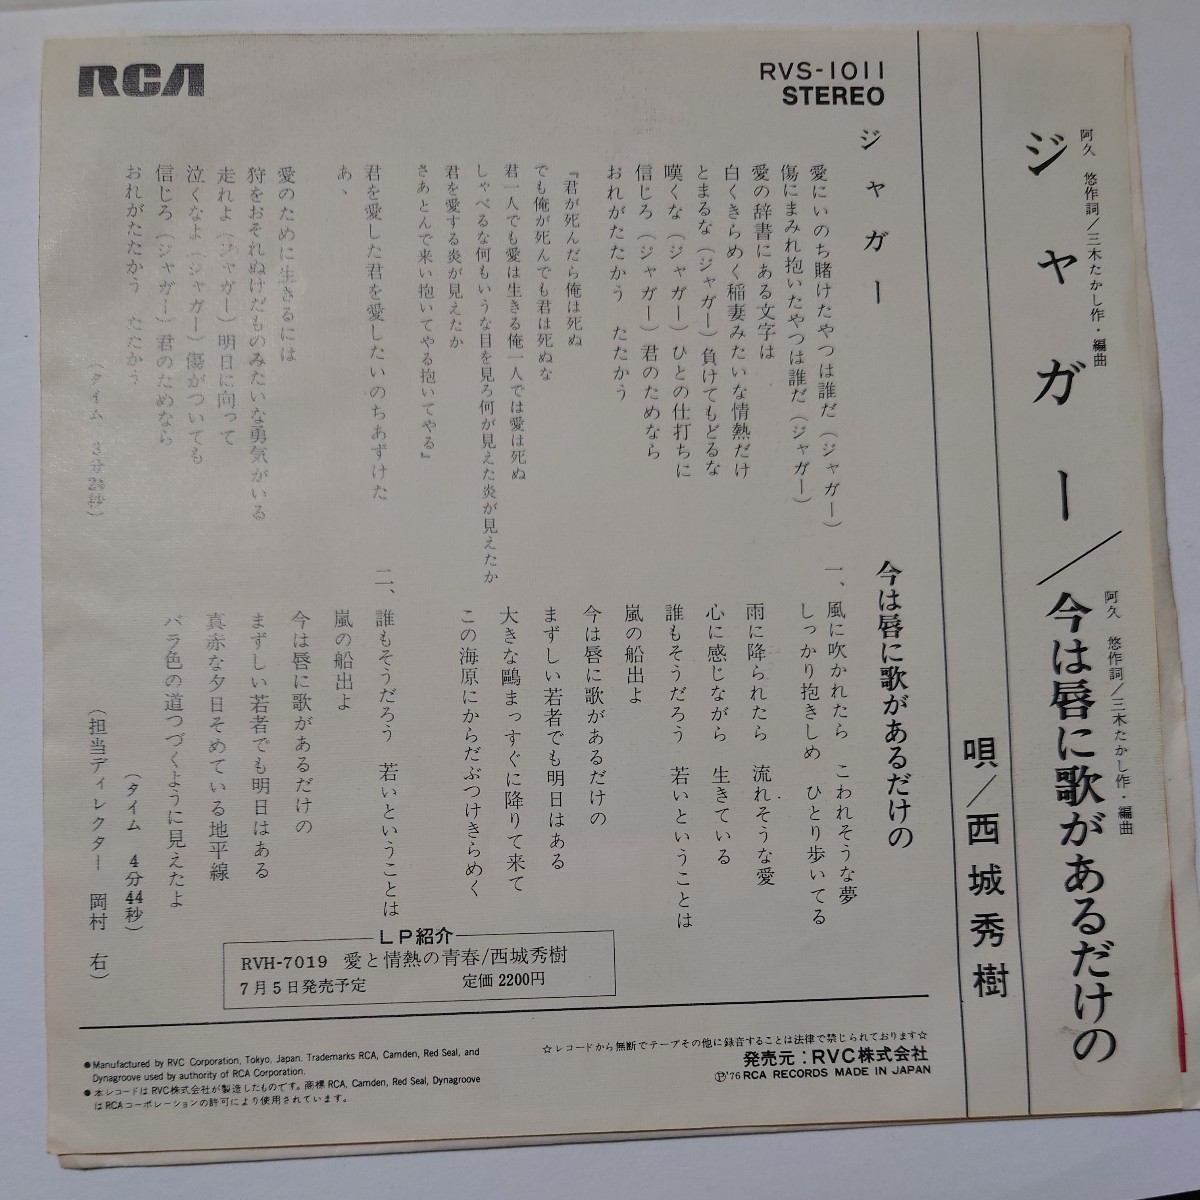 RCA
RVS-1011
STEREO
阿久 悠作詞/三木たかし作・編曲
ジャガー/今は唇に歌があるだけの
阿久 悠作詞/三木たかし作・編曲
唄/西城秀樹
ジャガー
愛にいのち賭けたやつは誰だ(ジャガー)
傷にまみれ抱いたやつは誰だ(ジャガー)
愛の辞書にある文字は
白くきらめく稲妻みたいな情熱だけ
とまるな(ジャガー)負けてもどるな
嘆くな(ジャガー)ひとの仕打ちに
信じろ(ジャガー)君のためなら
おれがたたかう たたかう
『君が死んだら俺は死ぬ
でも俺が死んでも君は死ぬな
君一人でも愛は生きる俺一人では愛は死ぬ
しゃべるな何もいうな目を見ろ何が見えた炎が見えたか
君を愛する炎が見えたか
さあとんで来い抱いてやる抱いてやる』
君を愛した君を愛したいのちあずけた
あゝ
愛のために生きるには
狩をおそれぬけだものみたいな勇気がいる
走れよ(ジャガー)明日に向って
泣くなよ(ジャガー)傷がついても
信じろ(ジャガー)君のためなら
おれがたたかう たたかう
(タイム 3分26秒)
今は唇に歌があるだけの
一、風に吹かれたら こわれそうな夢
しっかり抱きしめ ひとり歩いてる
雨に降られたら 流れそうな愛
心に感じながら 生きている
誰もそうだろう 若いということは
嵐の船出よ
今は唇に歌があるだけの
まずしい若者でも明日はある
大きな鷗まっすぐに降りて来て
この海原にからだぶつけきらめく
二、誰もそうだろう 若いということは
嵐の船出よ
今は唇に歌があるだけの
まずしい若者でも明日はある
真赤な夕日そめている地平線
バラ色の道つづくように見えたよ
(タイム 4分44秒)
(担当ディレクター 岡村 右)
LP紹介
RVH-7019 愛と情熱の青春/西城秀樹
7月5日発売予定 定価 2200円
●Manufactured by RVC Corporation, Tokyo, Japan. Trademarks RCA, Camden, Red Seal, and
Dynagroove used by authority of RCA Corporation.
●本レコードはRVC株式会社が製造したものです。商標RCA, Camden, Red Seal, Dynagroove
はRCAコーポレーションの許可により使用されています。
☆レコードから無断でテープその他に録音することは法律で禁じられております☆
発売元:RVC株式会社
Ⓟ'76 RCA RECORDS MADE IN JAPAN